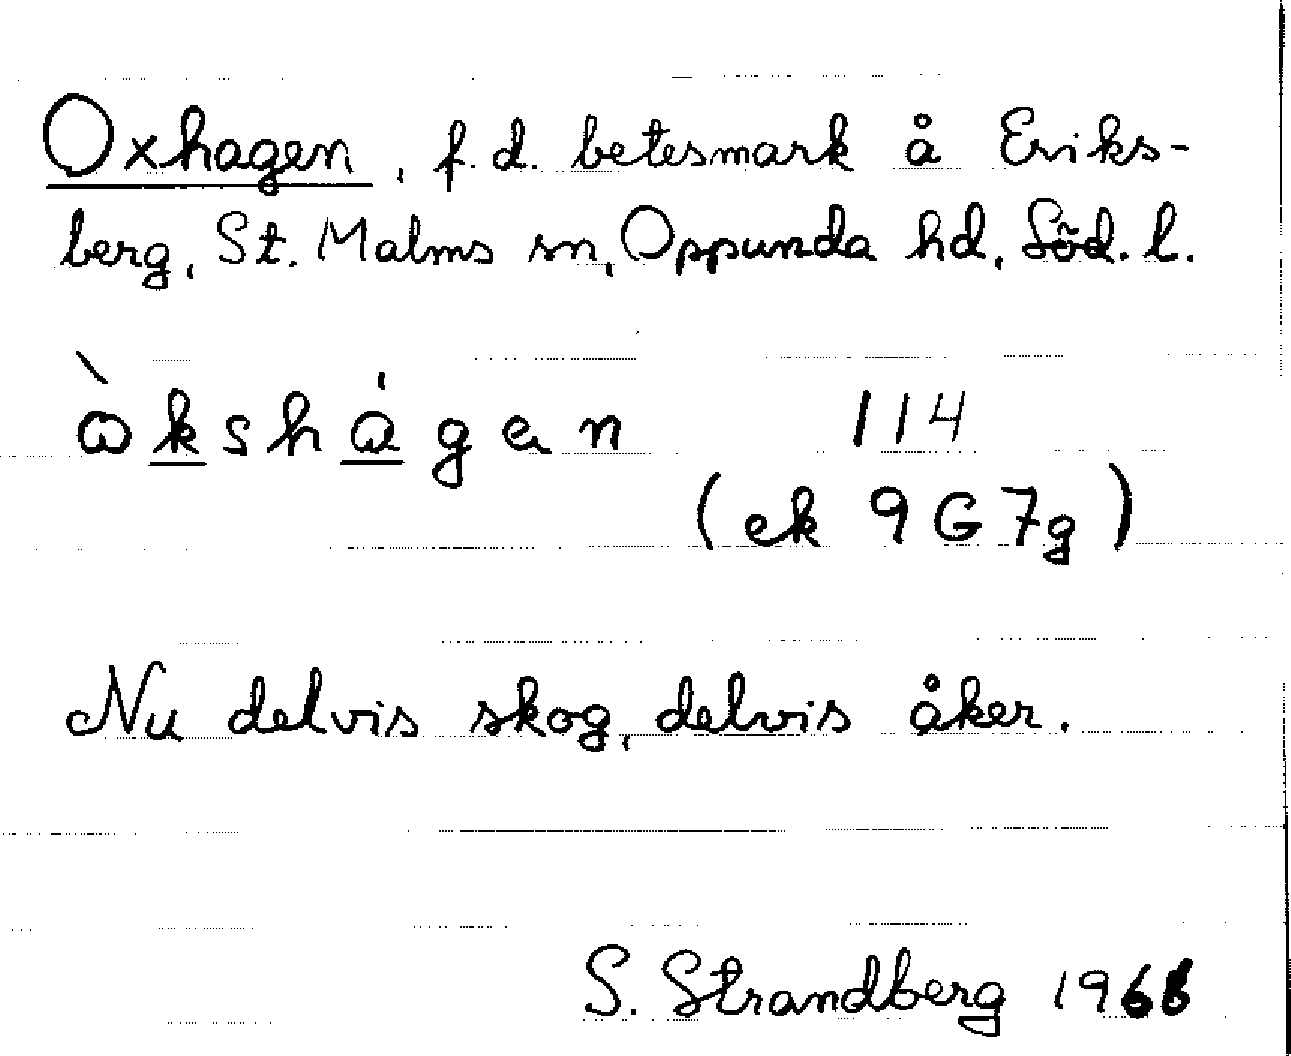 Oxhagen, f.d. betesmark å Eriks-
berg, St. Malms sn, Oppunda hd, Söd. l.
ɷ̀kshágen 114
(ek 9G7g)
Nu delvis skog, delvis åker.
S. Strandberg 1966